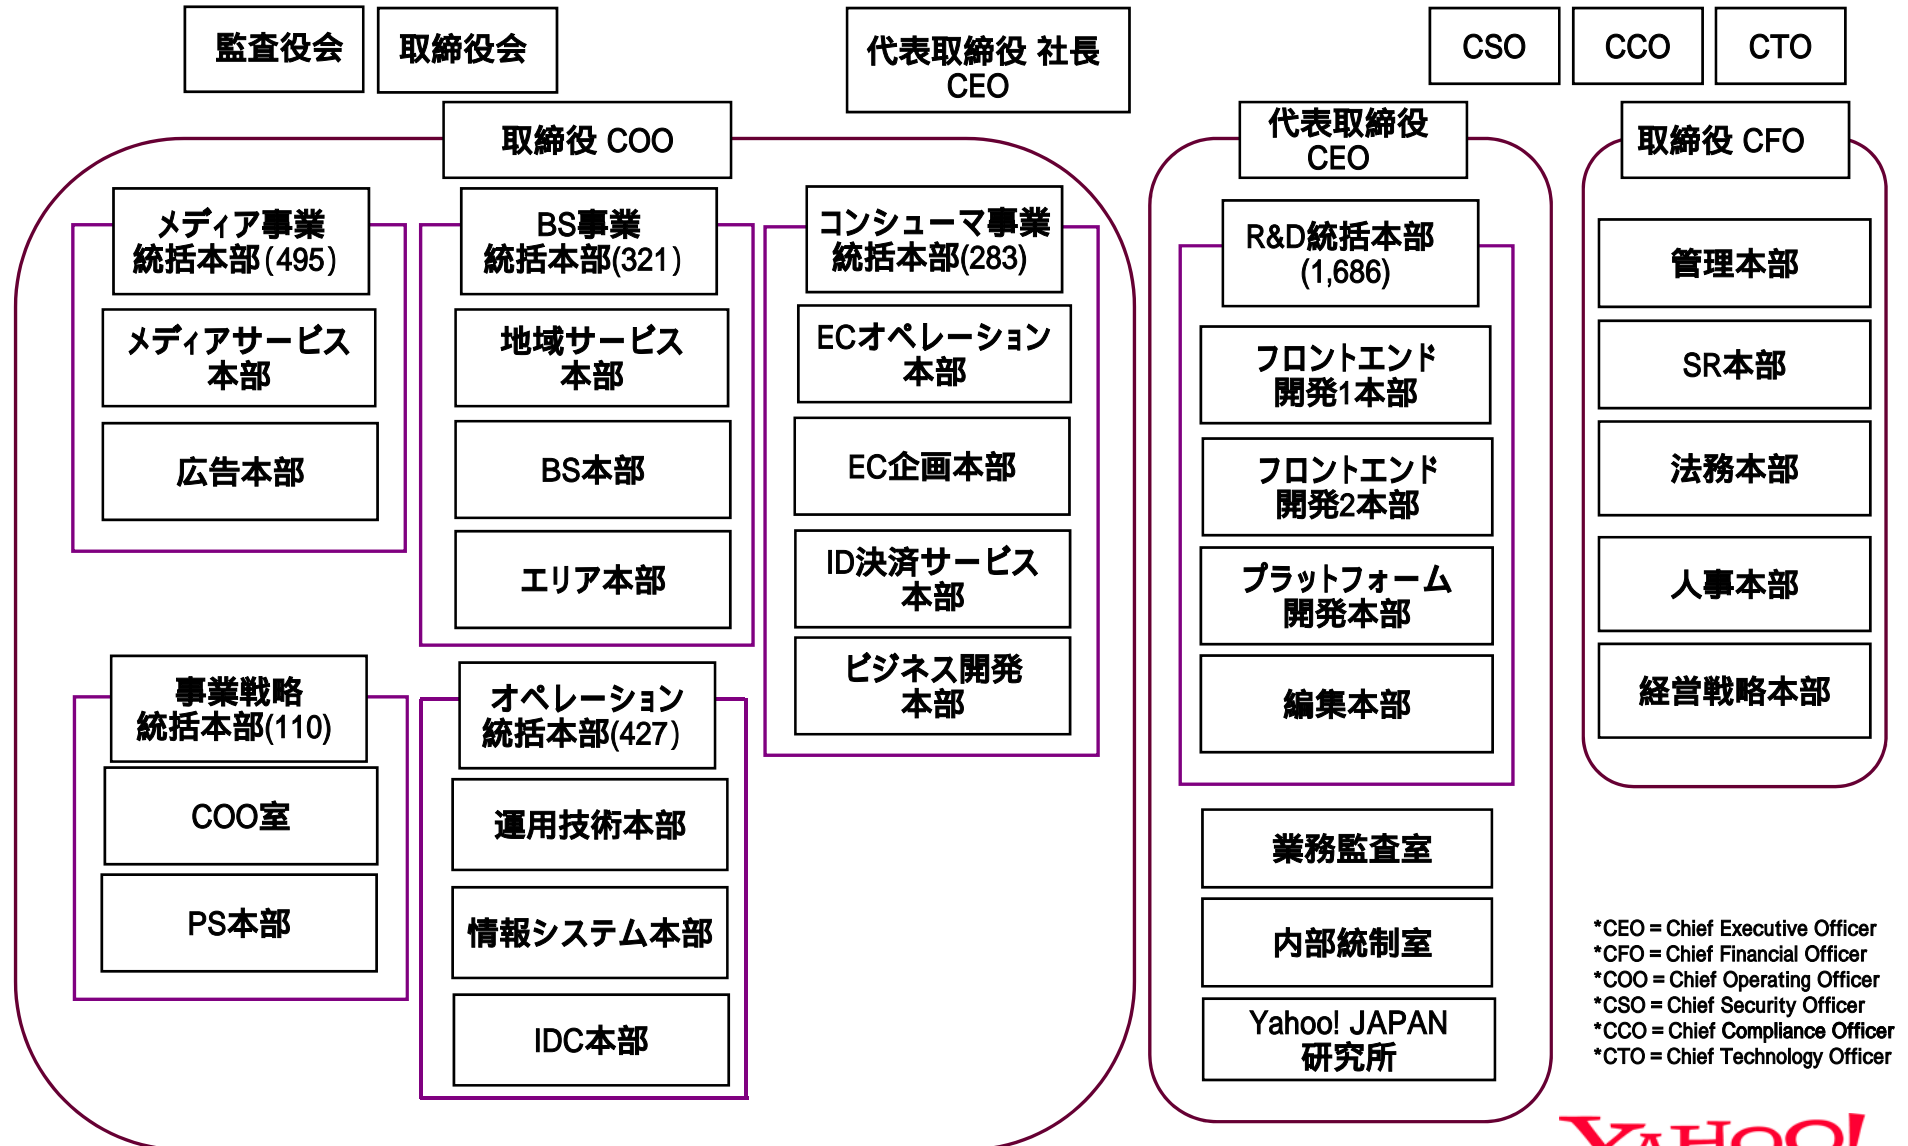 監査役会
取締役会
代表取締役 社長
CEO
CSO
CCO
CTO
取締役 COO
メディア事業
統括本部(495)
メディアサービス
本部
広告本部
BS事業
統括本部(321)
地域サービス
本部
BS本部
エリア本部
コンシューマ事業
統括本部(283)
ECオペレーション
本部
EC企画本部
ID決済サービス
本部
ビジネス開発
本部
事業戦略
統括本部(110)
COO室
PS本部
オペレーション
統括本部(427)
運用技術本部
情報システム本部
IDC本部
代表取締役
CEO
R&D統括本部
(1,686)
フロントエンド
開発1本部
フロントエンド
開発2本部
プラットフォーム
開発本部
編集本部
業務監査室
内部統制室
Yahoo! JAPAN
研究所
取締役 CFO
管理本部
SR本部
法務本部
人事本部
経営戦略本部
*CEO = Chief Executive Officer
*CFO = Chief Financial Officer
*COO = Chief Operating Officer
*CSO = Chief Security Officer
*CCO = Chief Compliance Officer
*CTO = Chief Technology Officer
YAHOO!